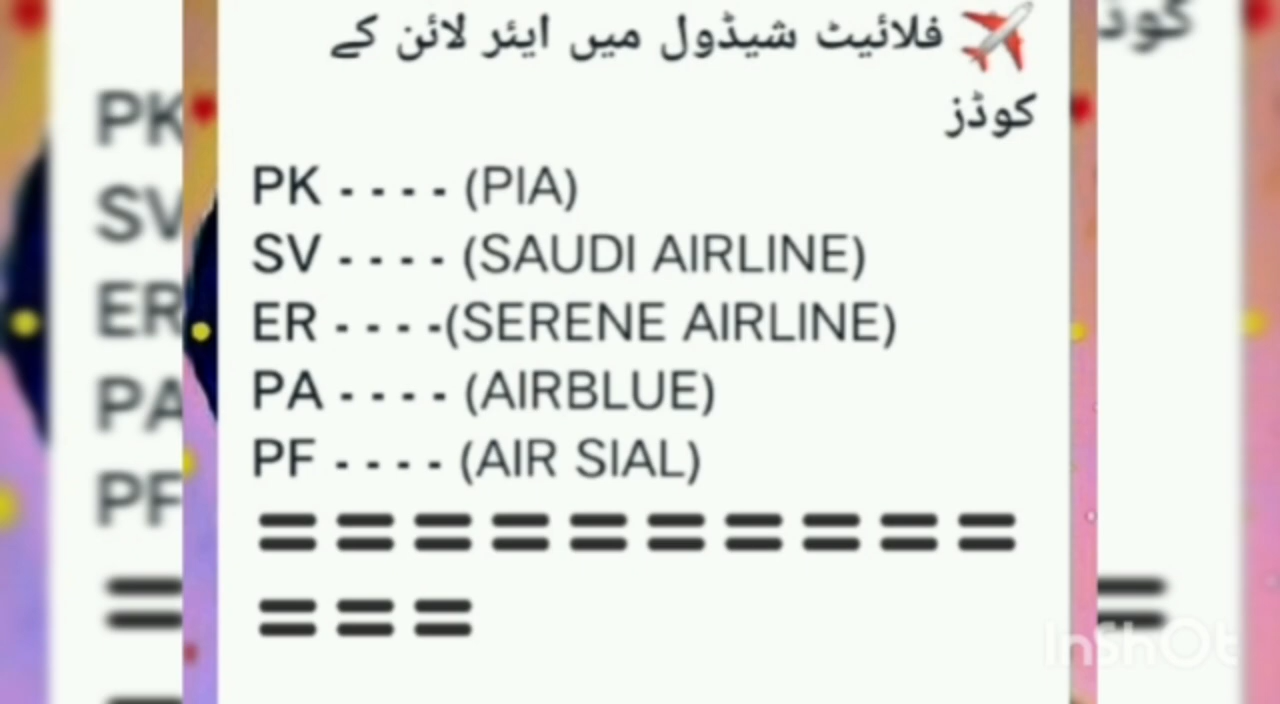 ✈️ فلائیٹ شیڈول میں ایئر لائن کے
کوڈز
PK - - - - (PIA)
SV - - - - (SAUDI AIRLINE)
ER - - - -(SERENE AIRLINE)
PA - - - - (AIRBLUE)
PF - - - - (AIR SIAL)
= = = = = = = = = =
= = =
InShOt